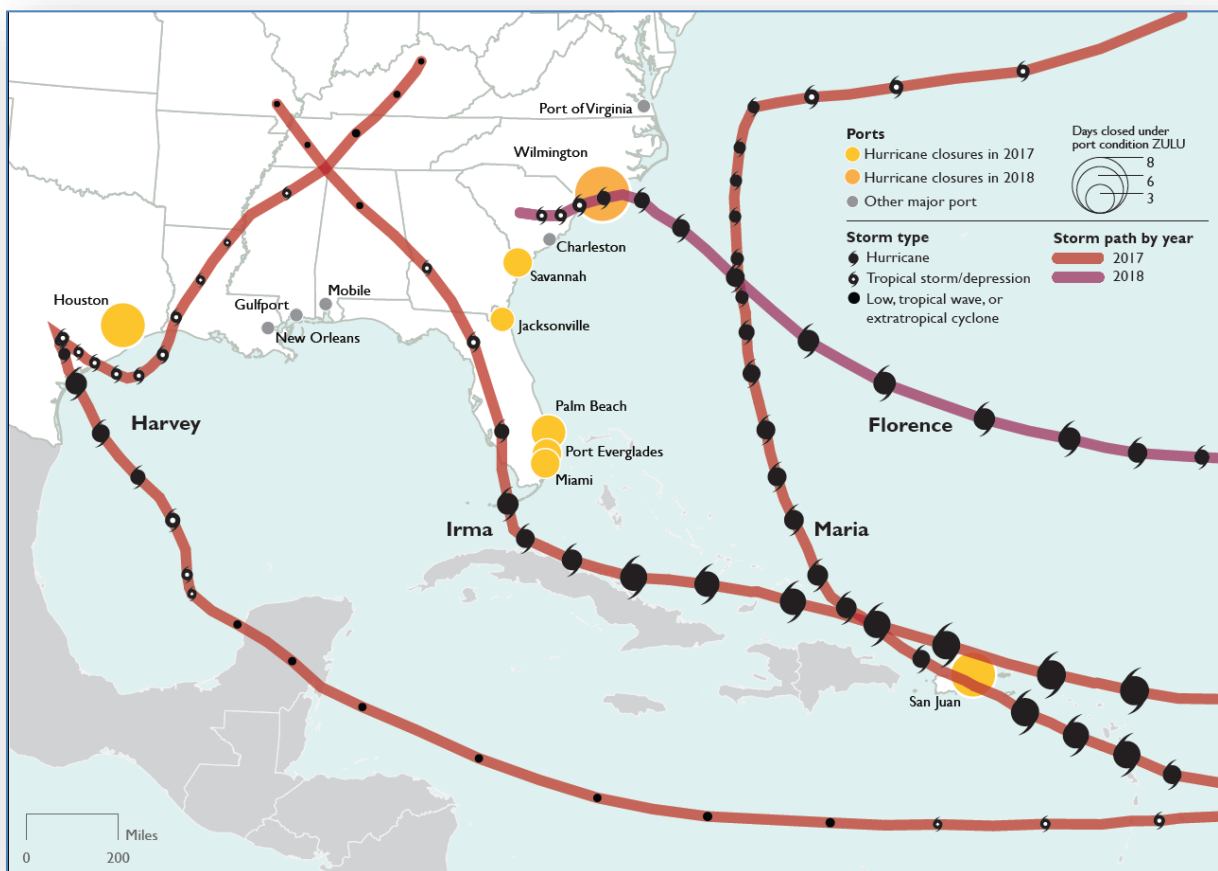 Port of Virginia
Wilmington
Charleston
Savannah
Jacksonville
Houston
Gulfport
Mobile
New Orleans
Palm Beach
Port Everglades
Miami
San Juan
Harvey
Irma
Maria
Florence
Ports
Hurricane closures in 2017
Hurricane closures in 2018
Other major port
Days closed under
port condition ZULU
8
6
3
Storm type
Hurricane
Tropical storm/depression
Low, tropical wave, or
extratropical cyclone
Storm path by year
2017
2018
Miles
0 200